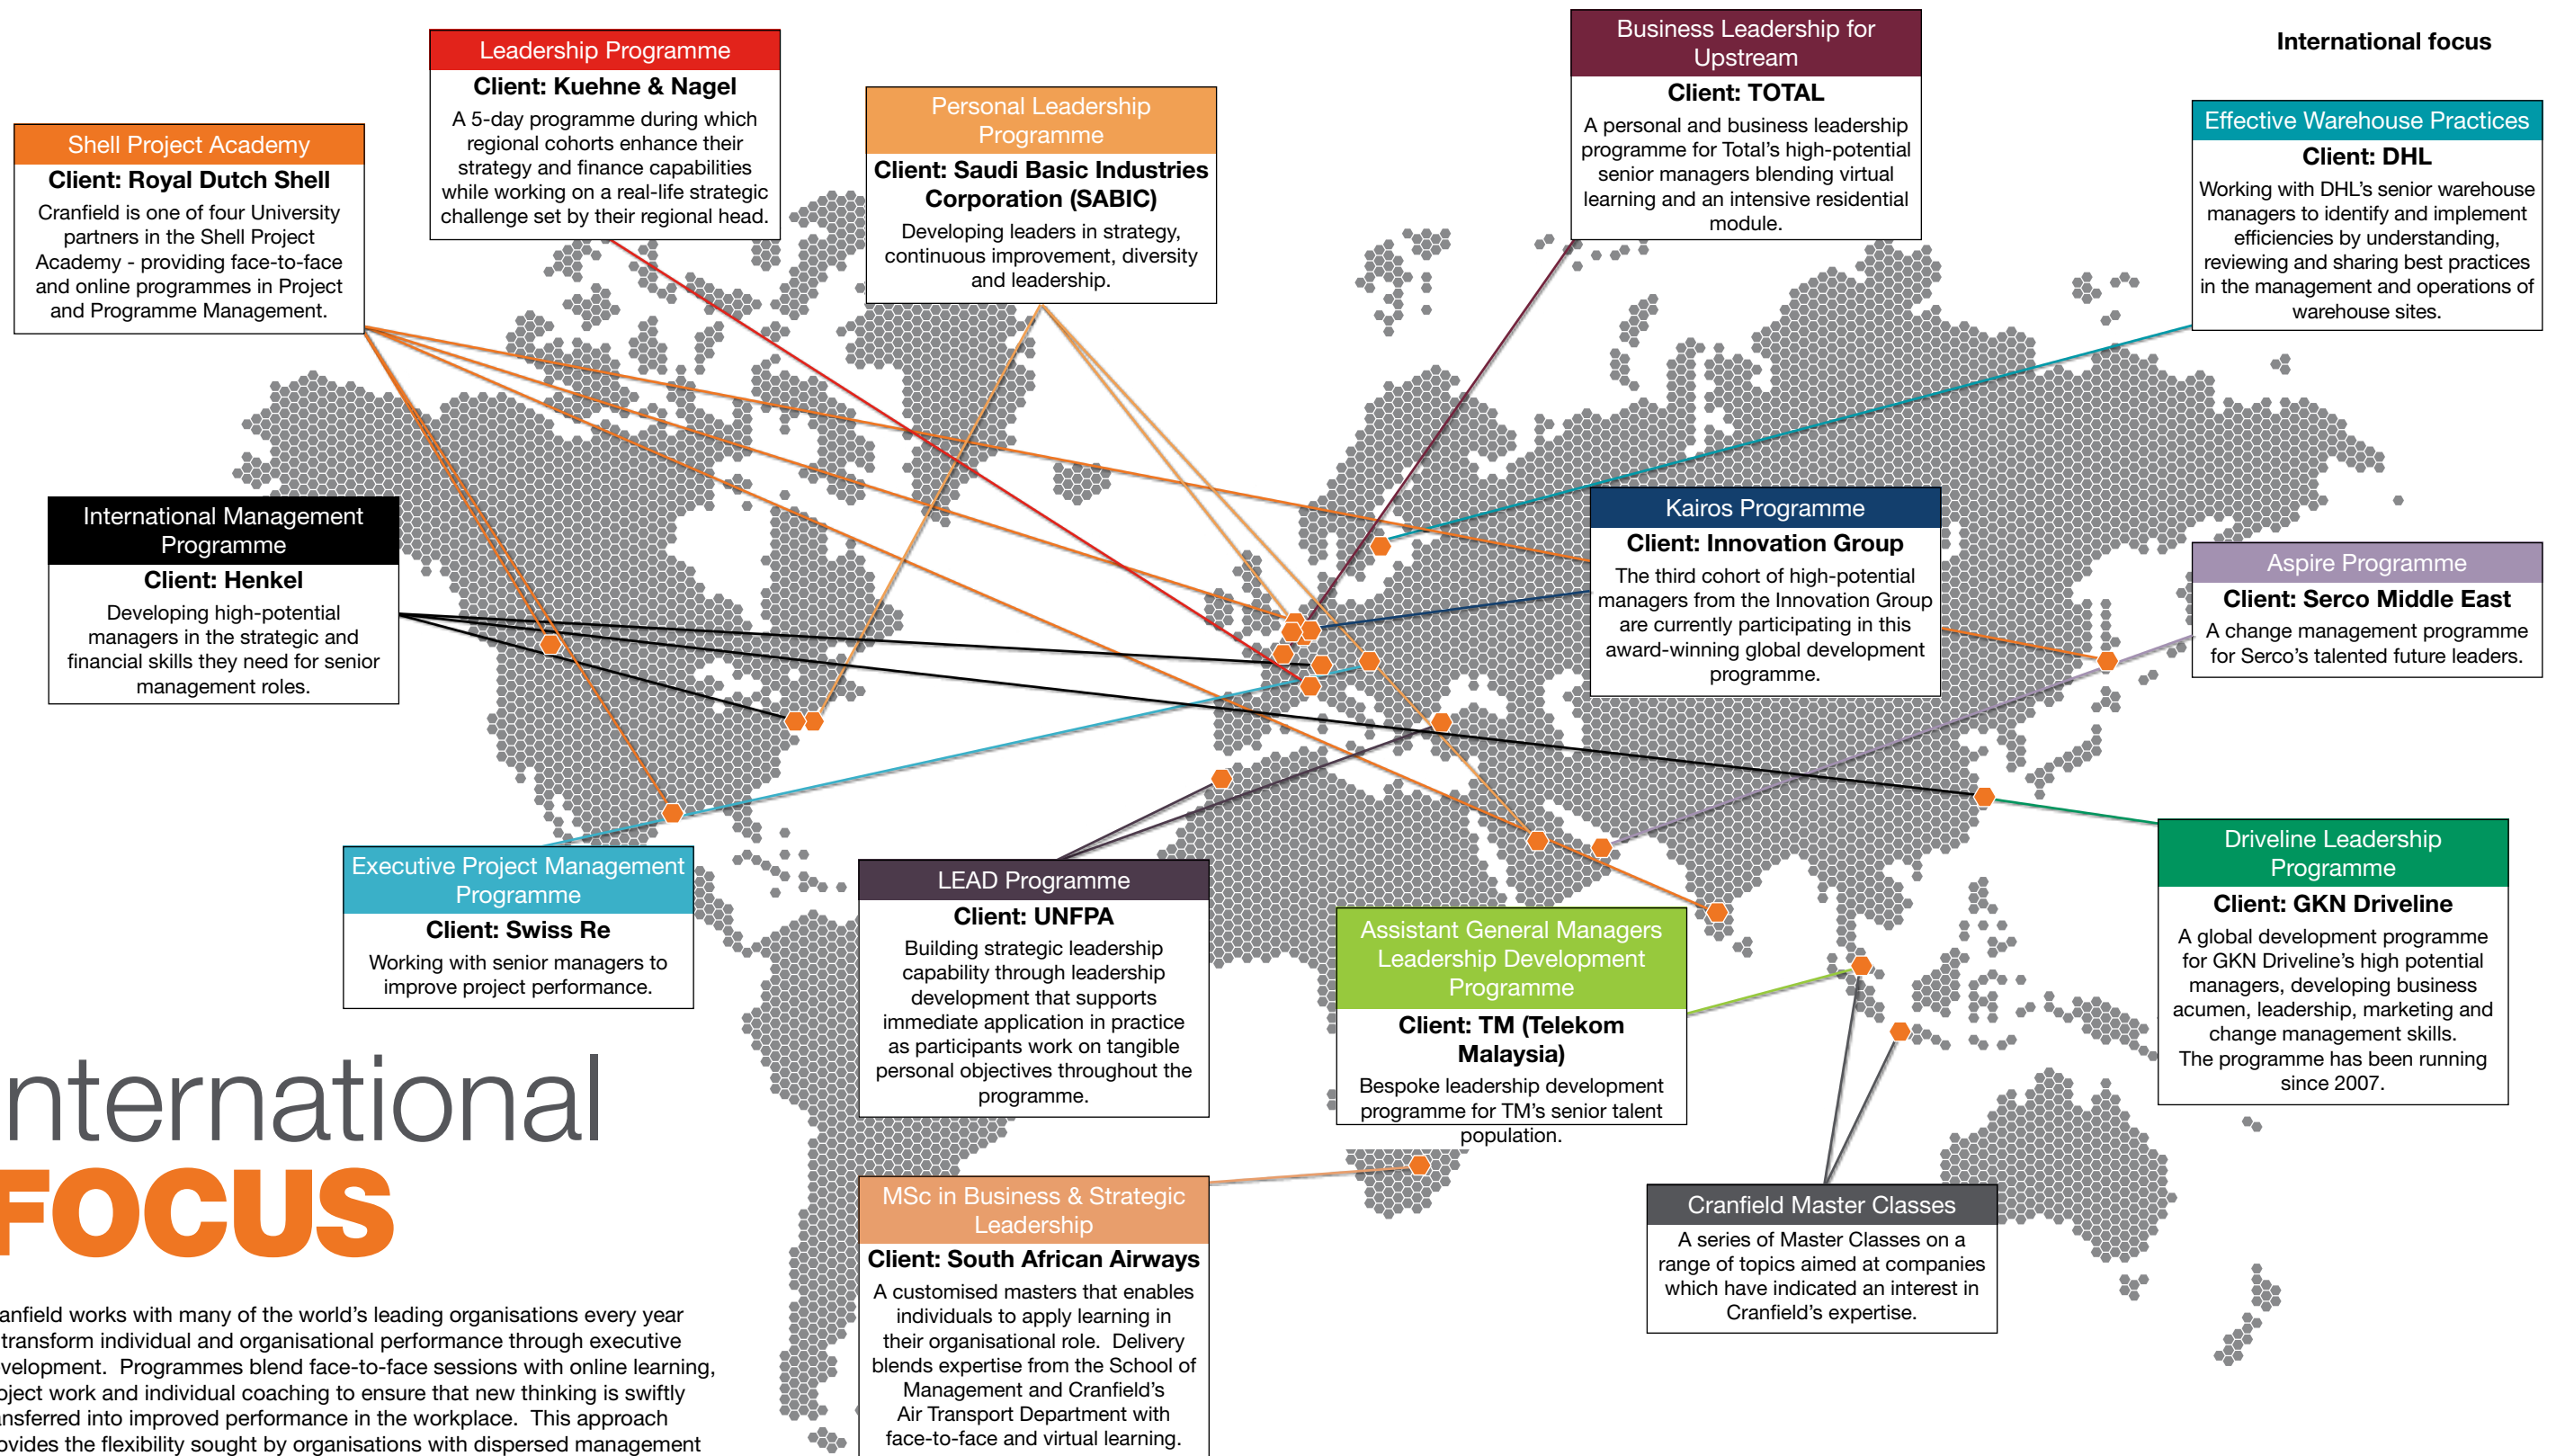 International focus
Leadership Programme
Client: Kuehne & Nagel
A 5-day programme during which
regional cohorts enhance their
strategy and finance capabilities
while working on a real-life strategic
challenge set by their regional head.
Business Leadership for
Upstream
Client: TOTAL
A personal and business leadership
programme for Total’s high-potential
senior managers blending virtual
learning and an intensive residential
module.
Personal Leadership
Programme
Client: Saudi Basic Industries
Corporation (SABIC)
Developing leaders in strategy,
continuous improvement, diversity
and leadership.
Effective Warehouse Practices
Client: DHL
Working with DHL’s senior warehouse
managers to identify and implement
efficiencies by understanding,
reviewing and sharing best practices
in the management and operations of
warehouse sites.
Shell Project Academy
Client: Royal Dutch Shell
Cranfield is one of four University
partners in the Shell Project
Academy - providing face-to-face
and online programmes in Project
and Programme Management.
International Management
Programme
Client: Henkel
Developing high-potential
managers in the strategic and
financial skills they need for senior
management roles.
Kairos Programme
Client: Innovation Group
The third cohort of high-potential
managers from the Innovation Group
are currently participating in this
award-winning global development
programme.
Aspire Programme
Client: Serco Middle East
A change management programme
for Serco’s talented future leaders.
Executive Project Management
Programme
Client: Swiss Re
Working with senior managers to
improve project performance.
LEAD Programme
Client: UNFPA
Building strategic leadership
capability through leadership
development that supports
immediate application in practice
as participants work on tangible
personal objectives throughout the
programme.
Assistant General Managers
Leadership Development
Programme
Client: TM (Telekom
Malaysia)
Bespoke leadership development
programme for TM’s senior talent
population.
Driveline Leadership
Programme
Client: GKN Driveline
A global development programme
for GKN Driveline’s high potential
managers, developing business
acumen, leadership, marketing and
change management skills.
The programme has been running
since 2007.
MSc in Business & Strategic
Leadership
Client: South African Airways
A customised masters that enables
individuals to apply learning in
their organisational role.  Delivery
blends expertise from the School of
Management and Cranfield’s
Air Transport Department with
face-to-face and virtual learning.
Cranfield Master Classes
A series of Master Classes on a
range of topics aimed at companies
which have indicated an interest in
Cranfield’s expertise.
nternational
FOCUS
anfield works with many of the world’s leading organisations every year
transform individual and organisational performance through executive
velopment.  Programmes blend face-to-face sessions with online learning,
oject work and individual coaching to ensure that new thinking is swiftly
ansferred into improved performance in the workplace.  This approach
ovides the flexibility sought by organisations with dispersed management